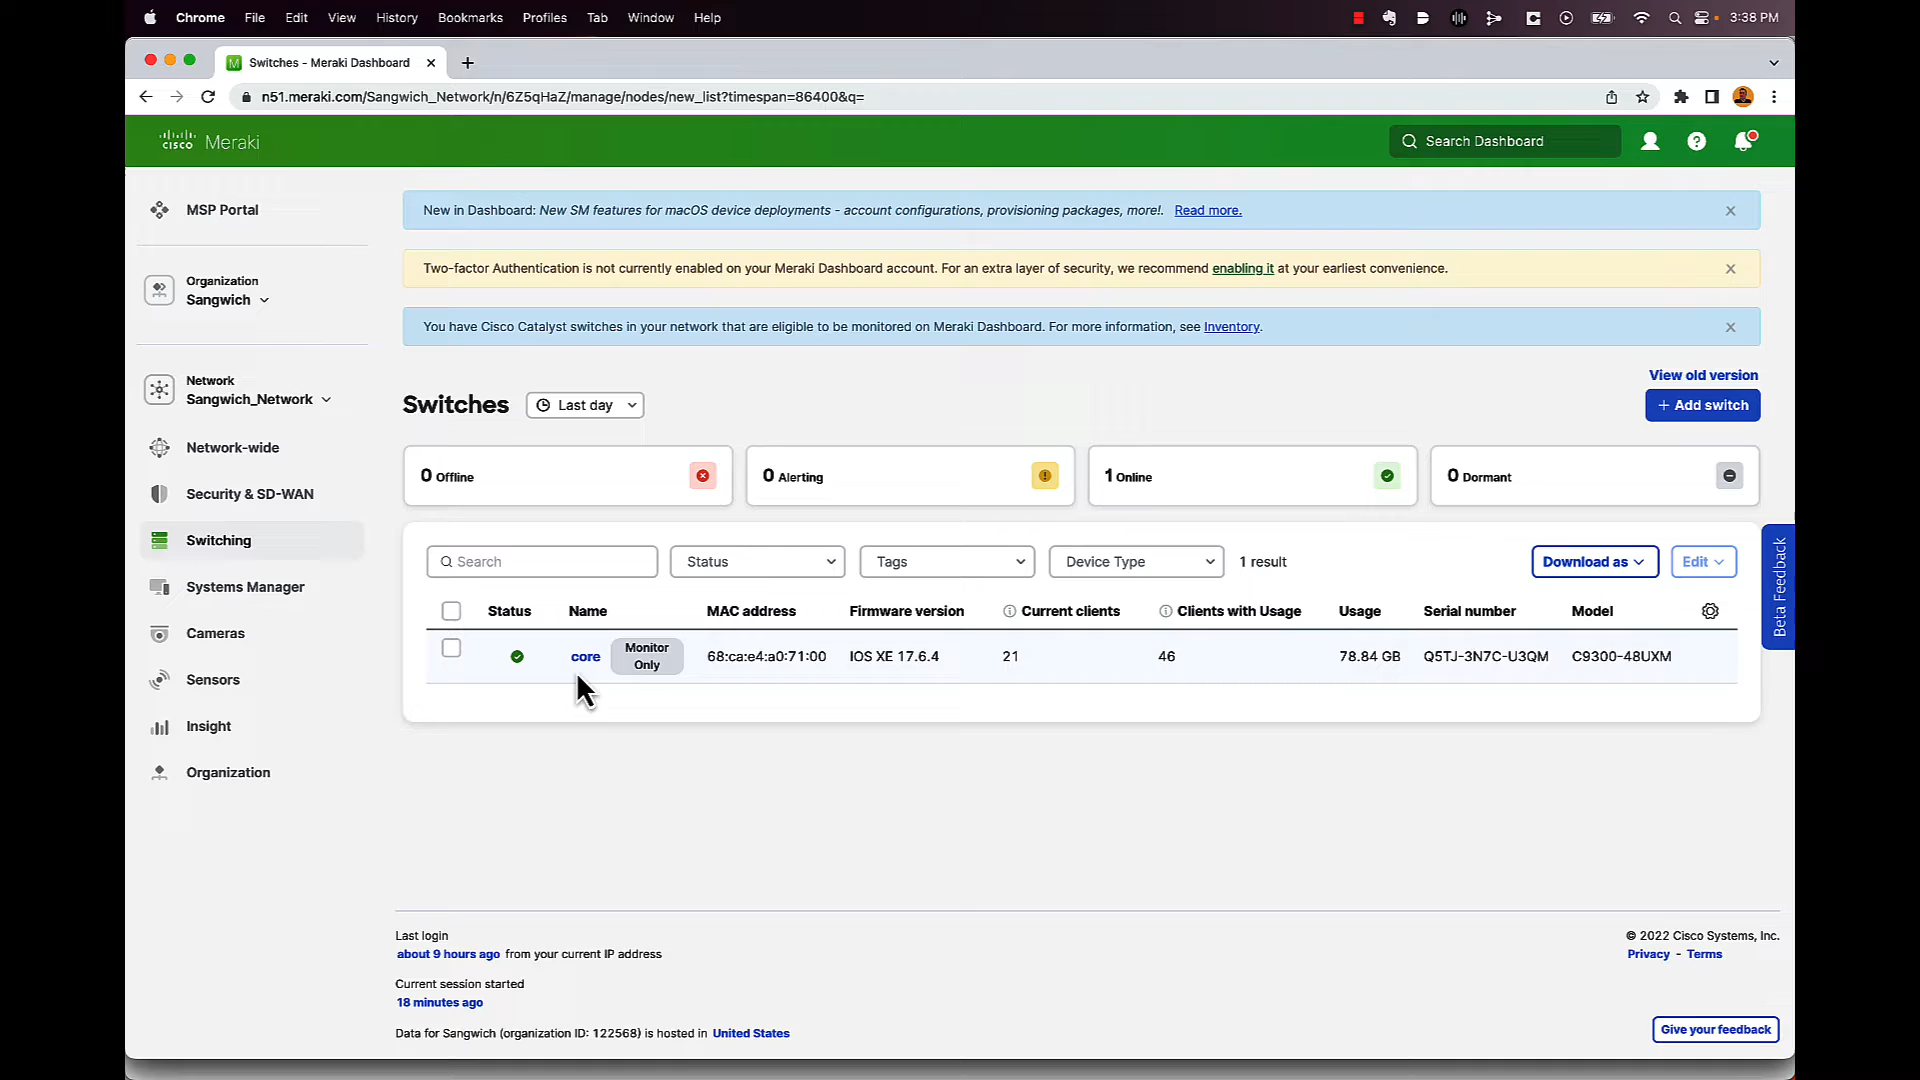 Chrome File Edit View History Bookmarks Profiles Tab Window Help 3:38 PM
Switches - Meraki Dashboard
n51.meraki.com/Sangwich_Network/n/6Z5qHaZ/manage/nodes/new_list?timespan=86400&q=
cisco Meraki
Search Dashboard
MSP Portal
Organization
Sangwich
Network
Sangwich_Network
Network-wide
Security & SD-WAN
Switching
Systems Manager
Cameras
Sensors
Insight
Organization
New in Dashboard: New SM features for macOS device deployments - account configurations, provisioning packages, more!. Read more.
Two-factor Authentication is not currently enabled on your Meraki Dashboard account. For an extra layer of security, we recommend enabling it at your earliest convenience.
You have Cisco Catalyst switches in your network that are eligible to be monitored on Meraki Dashboard. For more information, see Inventory.
View old version
Switches Last day + Add switch
0 Offline 0 Alerting 1 Online 0 Dormant
Search Status Tags Device Type 1 result Download as Edit
Status Name MAC address Firmware version Current clients Clients with Usage Usage Serial number Model
core Monitor Only 68:ca:e4:a0:71:00 IOS XE 17.6.4 21 46 78.84 GB Q5TJ-3N7C-U3QM C9300-48UXM
Beta Feedback
Last login
about 9 hours ago from your current IP address
Current session started
18 minutes ago
Data for Sangwich (organization ID: 122568) is hosted in United States
© 2022 Cisco Systems, Inc.
Privacy - Terms
Give your feedback